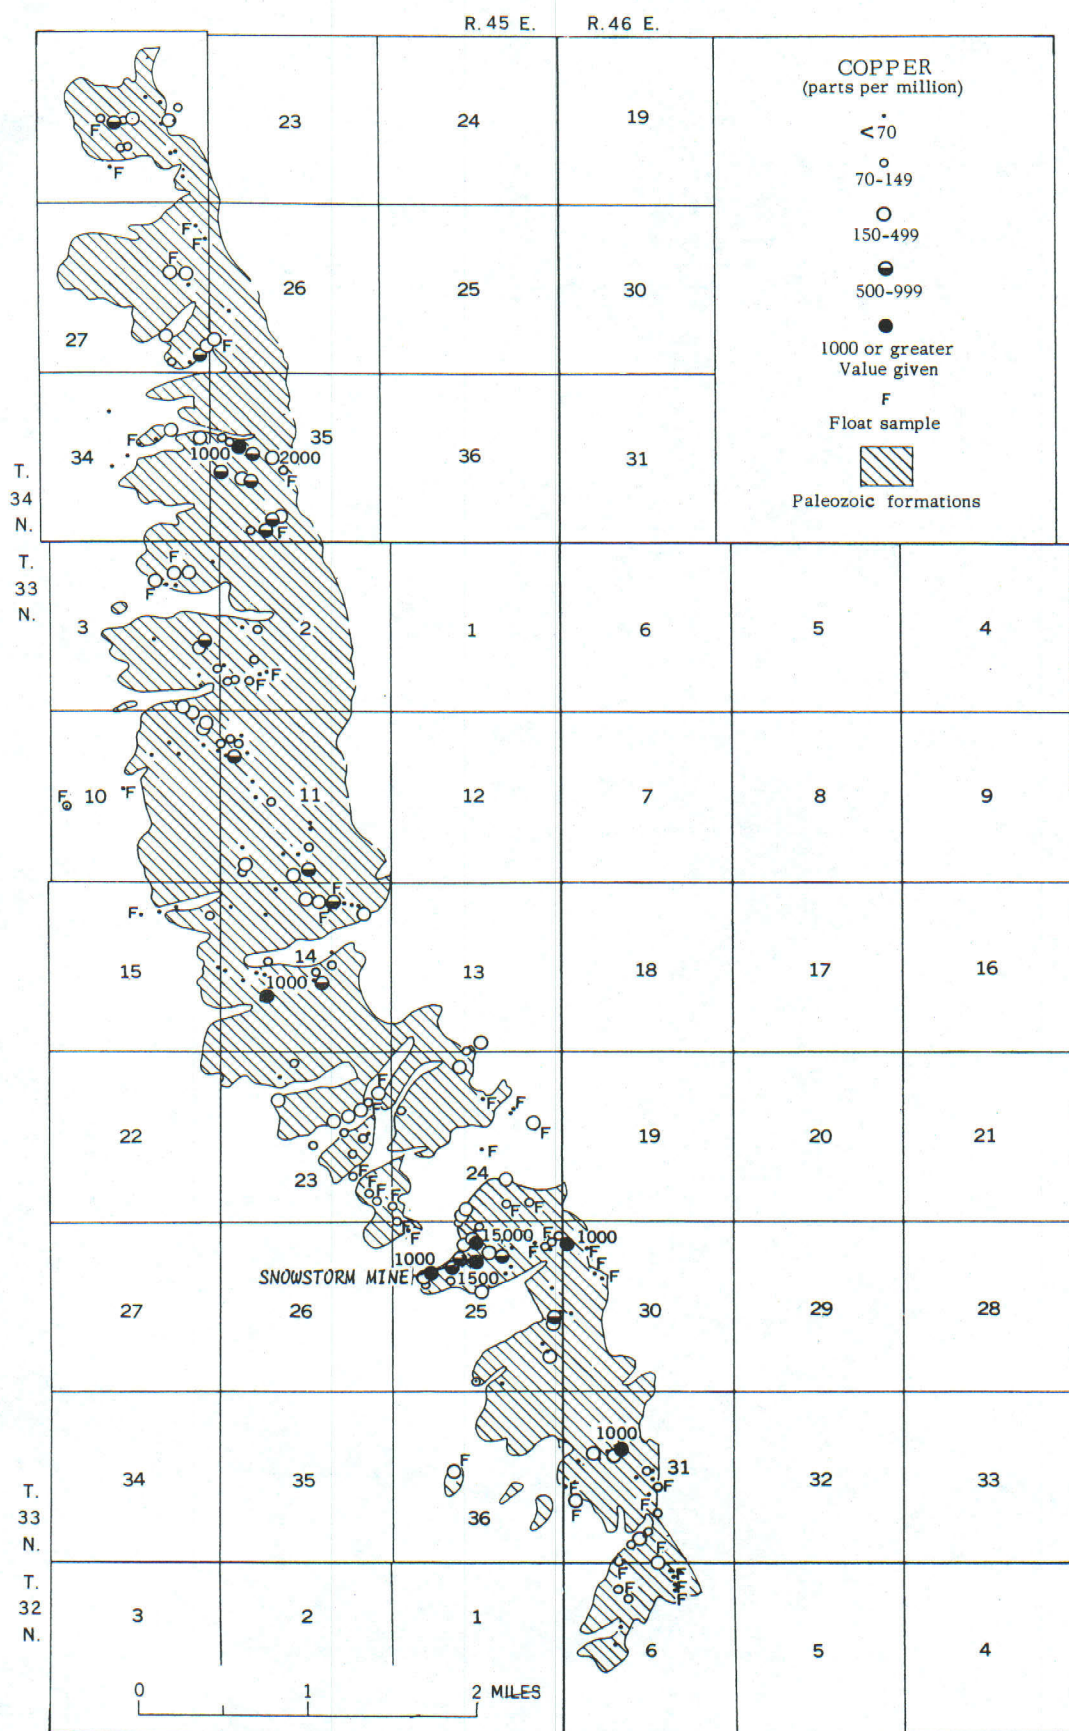 R. 45 E. R. 46 E.
COPPER
(parts per million)
<70
70-149
150-499
500-999
1000 or greater
Value given
F
Float sample
Paleozoic formations
23 24 19
F
F
F
F
26 25 30
F
27
F
34 F 1000 35 2000 36 31
F
F
T.
34
N.
T.
33
N.
F
F
3 2 1 6 5 4
F F
F 10 F 11 12 7 8 9
F
F F
15 14 13 18 17 16
1000
F
F
F F
F
22 19 20 21
F
23 24
F
F
F
F
F F
F
15000 F 1000
F F
1000 F
SNOWSTORM MINE 1500 F
27 26 25 30 29 28
1000
F
34 35 31 32 33
F F
F
36 F
T.
33
N.
T.
32
N.
F
F
F
F
F
F
3 2 1 6 5 4
0 1 2 MILES